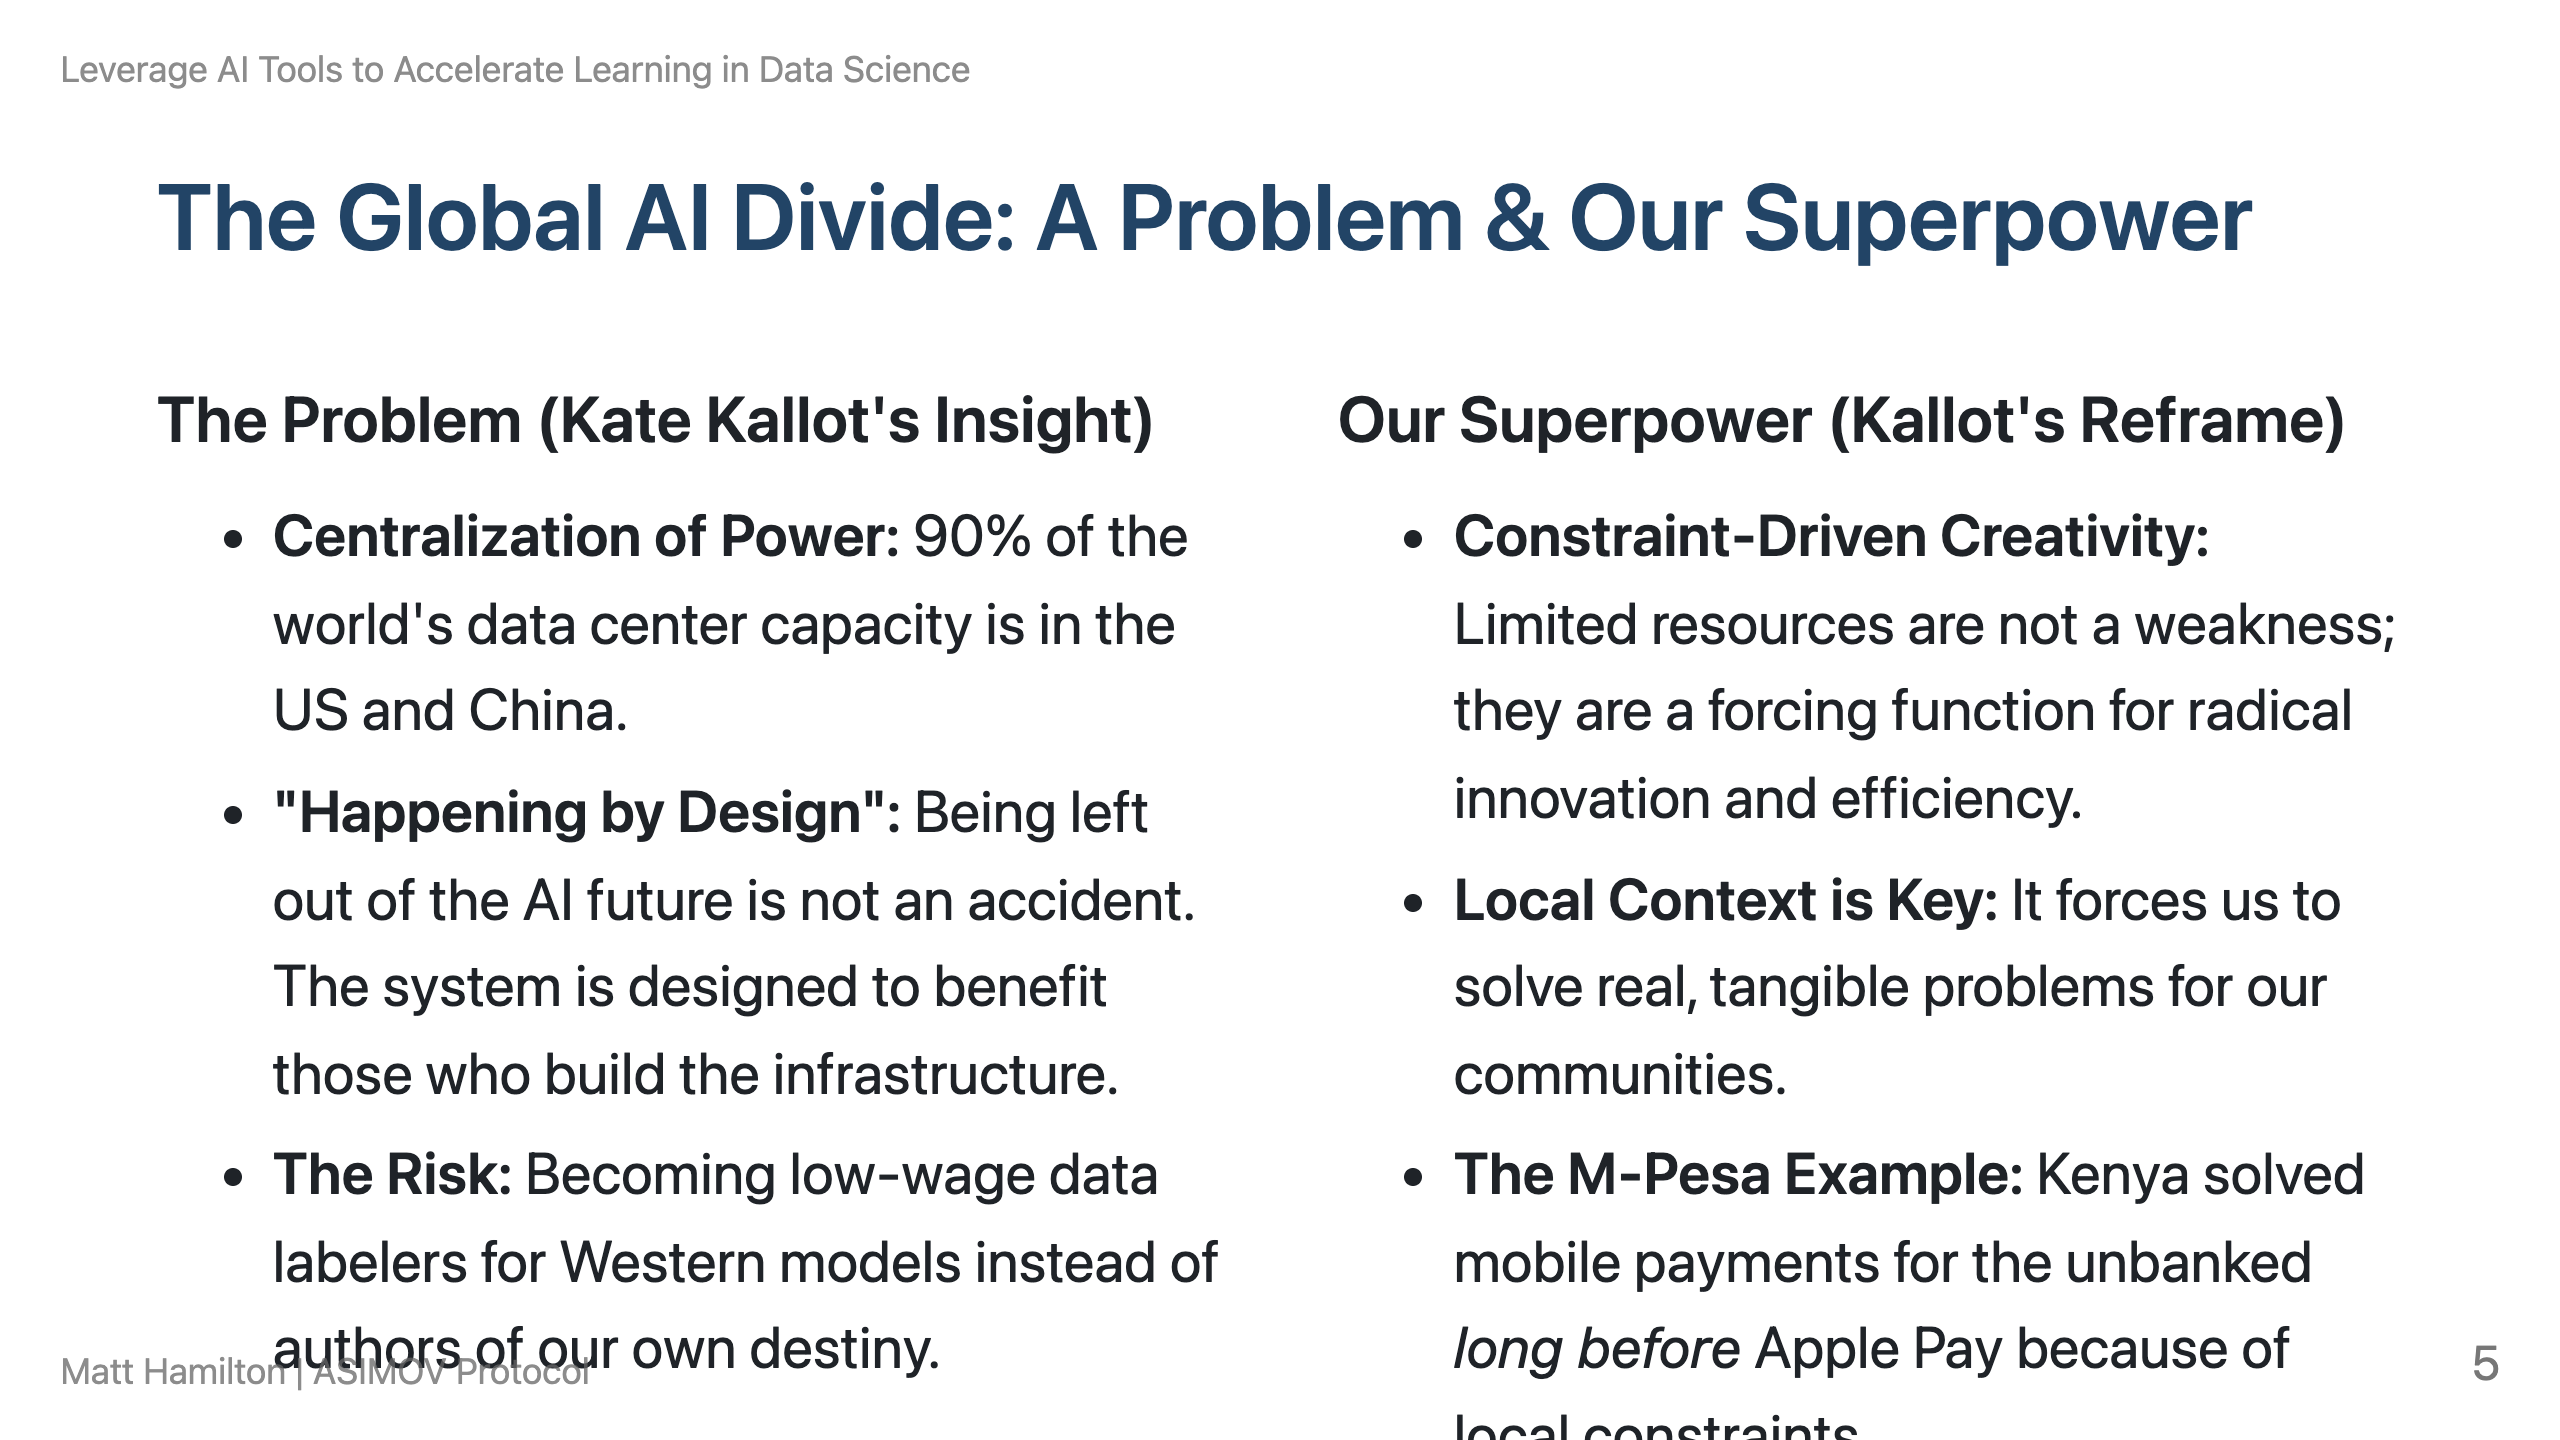 Leverage AI Tools to Accelerate Learning in Data Science
The Global AI Divide: A Problem & Our Superpower
The Problem (Kate Kallot's Insight)
• Centralization of Power: 90% of the
world's data center capacity is in the
US and China.
• "Happening by Design": Being left
out of the AI future is not an accident.
The system is designed to benefit
those who build the infrastructure.
• The Risk: Becoming low-wage data
labelers for Western models instead of
authors of our own destiny.
Our Superpower (Kallot's Reframe)
• Constraint-Driven Creativity:
Limited resources are not a weakness;
they are a forcing function for radical
innovation and efficiency.
• Local Context is Key: It forces us to
solve real, tangible problems for our
communities.
• The M-Pesa Example: Kenya solved
mobile payments for the unbanked
long before Apple Pay because of
local constraints.
Matt Hamilton | ASIMOV Protocol
5